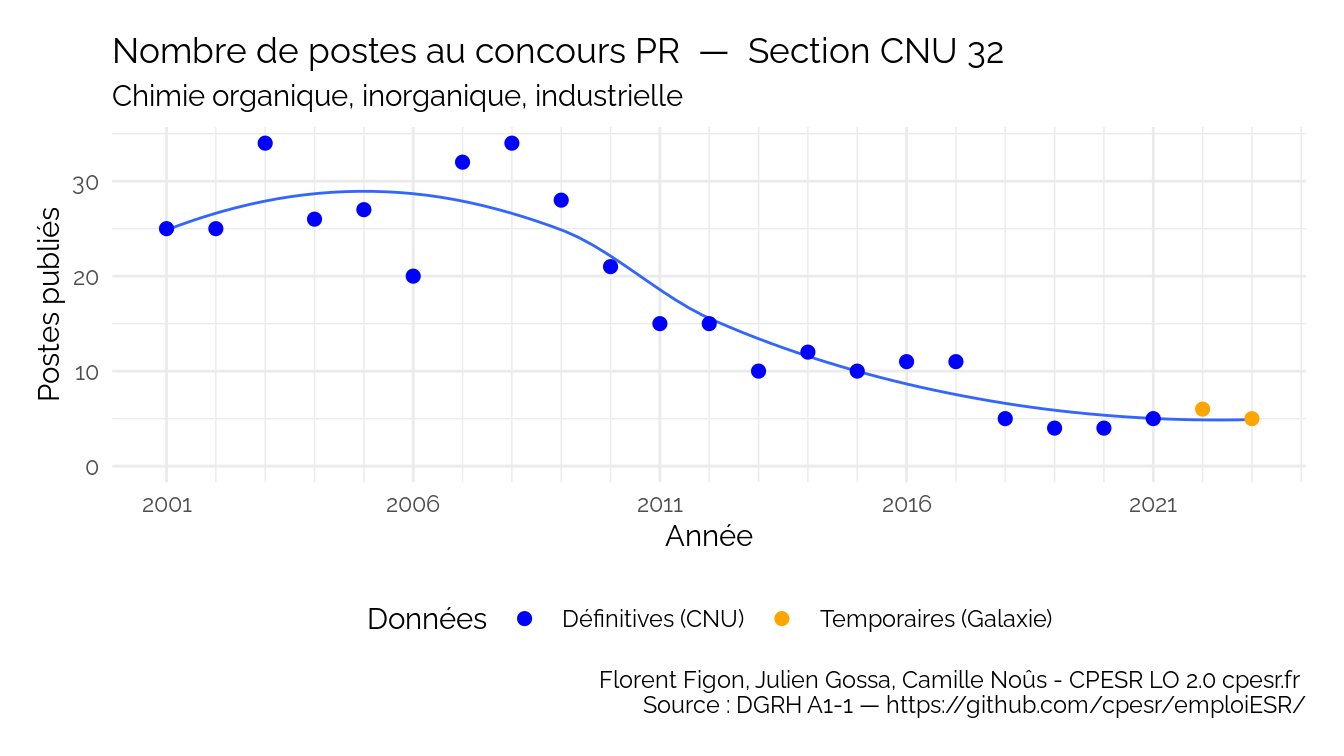 Nombre de postes au concours PR — Section CNU 32
Chimie organique, inorganique, industrielle
Postes publiés
30
20
10
0
2001 2006 2011 2016 2021
Année
Données Définitives (CNU) Temporaires (Galaxie)
Florent Figon, Julien Gossa, Camille Noûs - CPESR LO 2.0 cpesr.fr
Source : DGRH A1-1 — https://github.com/cpesr/emploiESR/